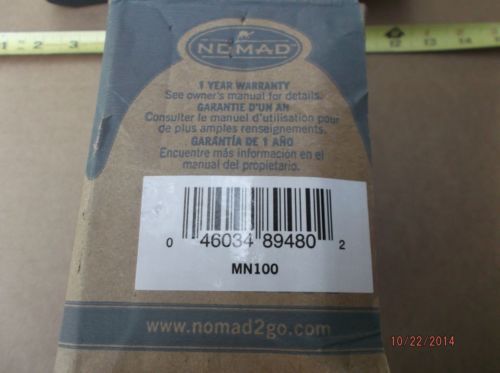 NOMAD
1 YEAR WARRANTY
See owner's manual for details.
GARANTIE D'UN AN
Consulter le manuel d'utilisation pour
de plus amples renseignements.
GARANTÍA DE 1 AÑO
Encuentre más información en el
manual del propietario.
0 46034 89480 2
MN100
www.nomad2go.com
10/22/2014